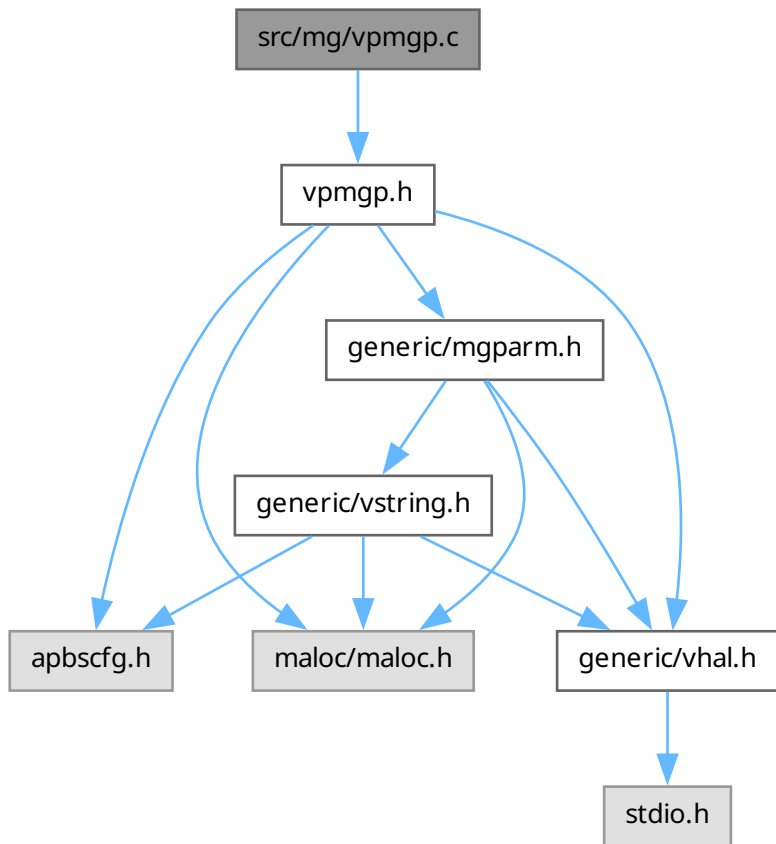 src/mg/vpmgp.c
vpmgp.h
generic/mgparm.h
generic/vstring.h
apbscfg.h
maloc/maloc.h
generic/vhal.h
stdio.h